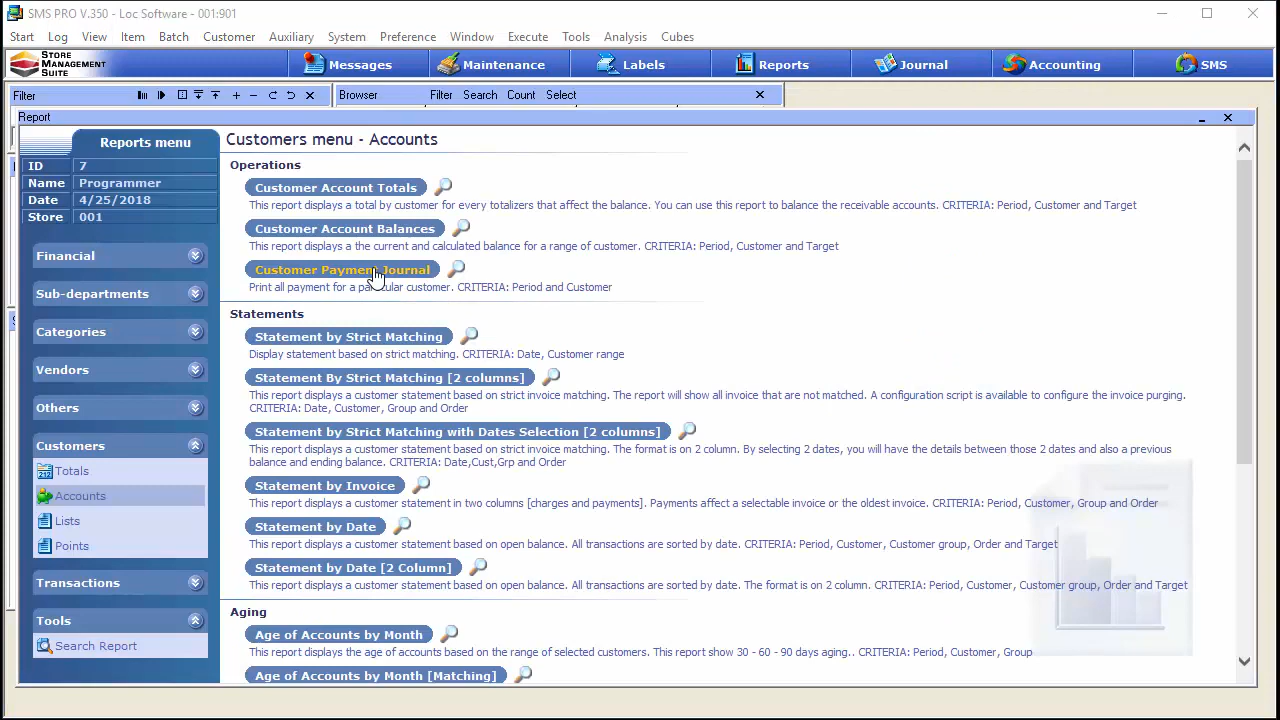 SMS PRO V.350 - Loc Software - 001:901
Start Log View Item Batch Customer Auxiliary System Preference Window Execute Tools Analysis Cubes
STORE MANAGEMENT SUITE Messages Maintenance Labels Reports Journal Accounting SMS
Filter Browser Filter Search Count Select
Report
Reports menu
ID 7
Name Programmer
Date 4/25/2018
Store 001
Financial
Sub-departments
Categories
Vendors
Others
Customers
Totals
Accounts
Lists
Points
Transactions
Tools
Search Report
Customers menu - Accounts
Operations
Customer Account Totals
This report displays a total by customer for every totalizers that affect the balance. You can use this report to balance the receivable accounts. CRITERIA: Period, Customer and Target
Customer Account Balances
This report displays a the current and calculated balance for a range of customer. CRITERIA: Period, Customer and Target
Customer Payment Journal
Print all payment for a particular customer. CRITERIA: Period and Customer
Statements
Statement by Strict Matching
Display statement based on strict matching. CRITERIA: Date, Customer range
Statement By Strict Matching [2 columns]
This report displays a customer statement based on strict invoice matching. The report will show all invoice that are not matched. A configuration script is available to configure the invoice purging.
CRITERIA: Date, Customer, Group and Order
Statement by Strict Matching with Dates Selection [2 columns]
This report displays a customer statement based on strict invoice matching. The format is on 2 column. By selecting 2 dates, you will have the details between those 2 dates and also a previous
balance and ending balance. CRITERIA: Date,Cust,Grp and Order
Statement by Invoice
This report displays a customer statement in two columns [charges and payments]. Payments affect a selectable invoice or the oldest invoice. CRITERIA: Period, Customer, Group and Order
Statement by Date
This report displays a customer statement based on open balance. All transactions are sorted by date. CRITERIA: Period, Customer, Customer group, Order and Target
Statement by Date [2 Column]
This report displays a customer statement based on open balance. All transactions are sorted by date. The format is on 2 column. CRITERIA: Period, Customer, Customer group, Order and Target
Aging
Age of Accounts by Month
This report displays the age of accounts based on the range of selected customers. This report show 30 - 60 - 90 days aging.. CRITERIA: Period, Customer, Group
Age of Accounts by Month [Matching]